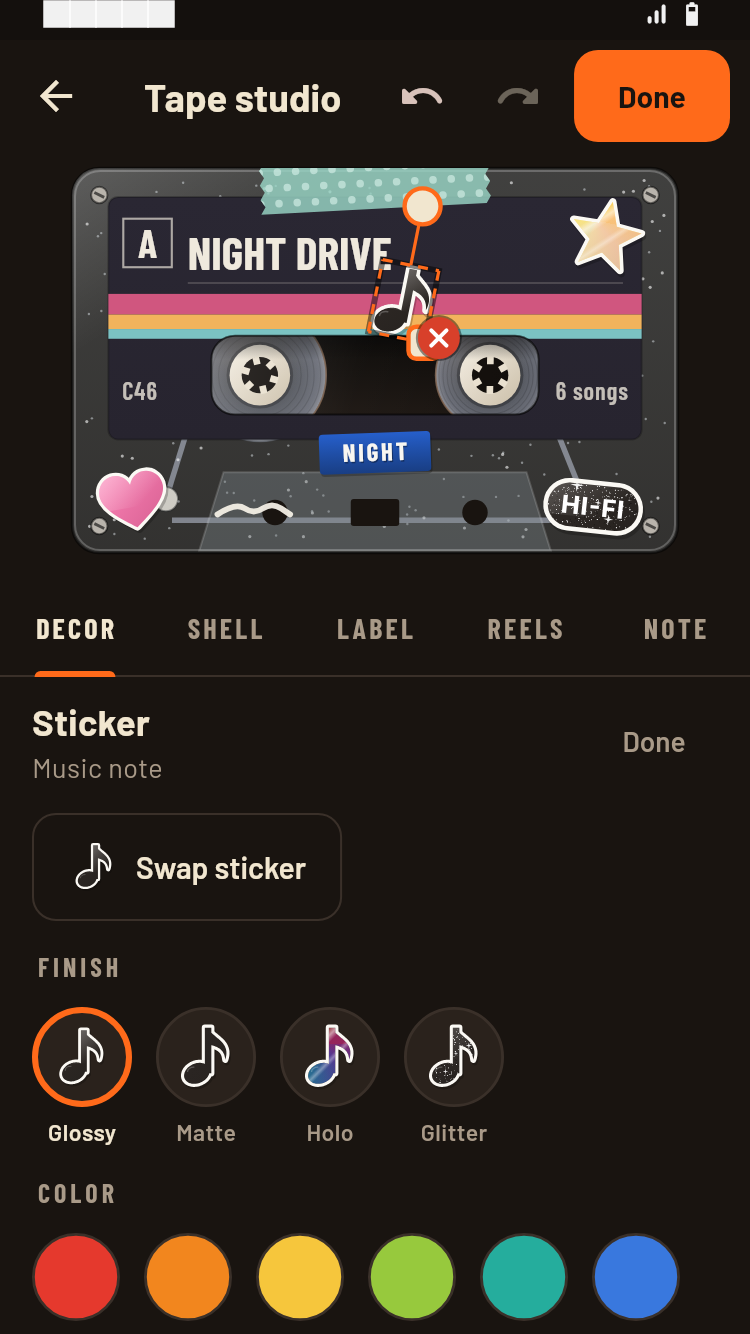 Tape studio
Done
A
NIGHT DRIVE
C46
6 songs
NIGHT
HI-FI
DECOR
SHELL
LABEL
REELS
NOTE
Sticker
Music note
Done
Swap sticker
FINISH
Glossy
Matte
Holo
Glitter
COLOR